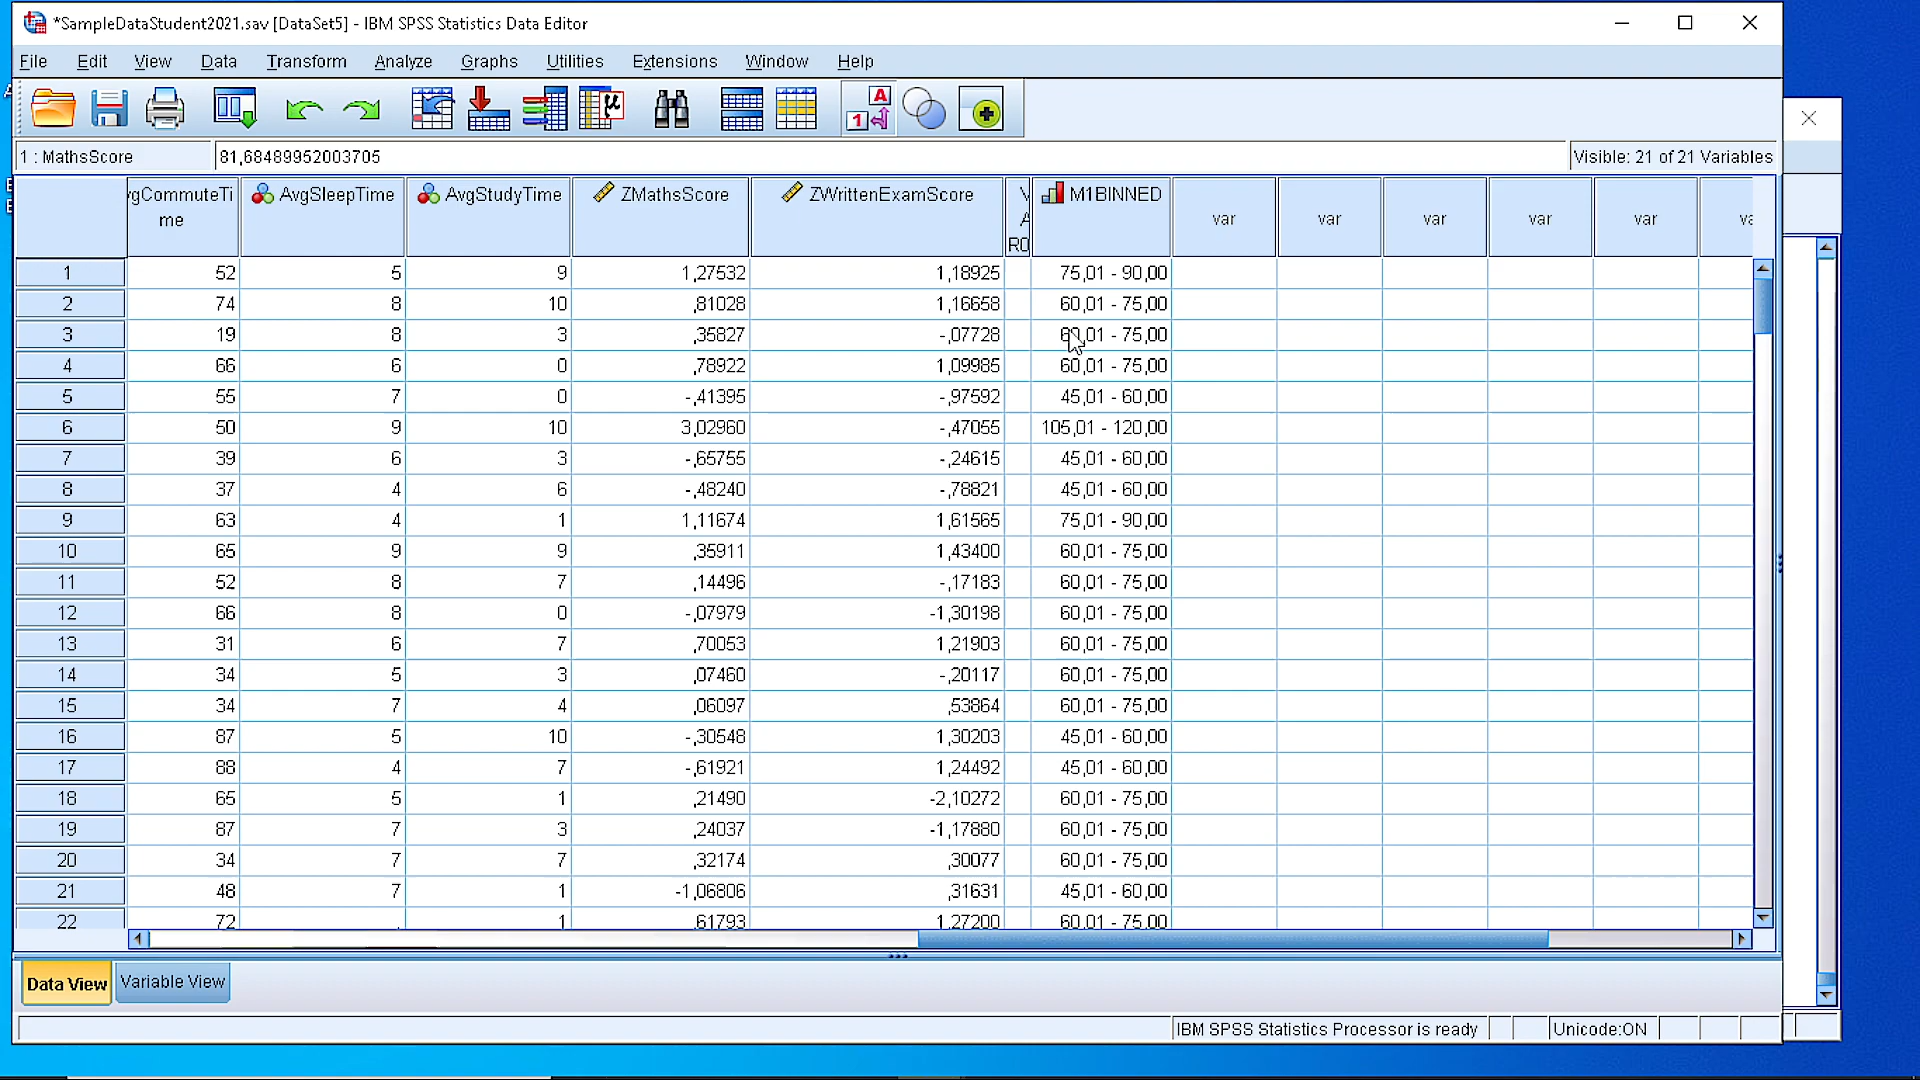 *SampleDataStudent2021.sav [DataSet5] - IBM SPSS Statistics Data Editor
File Edit View Data Transform Analyze Graphs Utilities Extensions Window Help
1 : MathsScore 81,68489952003705 Visible: 21 of 21 Variables
AvgSleepTime AvgStudyTime ZMathsScore ZWrittenExamScore M1BINNED var var var var var
1 52 5 9 1,27532 1,18925 75,01 - 90,00
2 74 8 10 ,81028 1,16658 60,01 - 75,00
3 19 8 3 ,35827 -,07728 60,01 - 75,00
4 66 6 0 ,78922 1,09985 60,01 - 75,00
5 55 7 0 -,41395 -,97592 45,01 - 60,00
6 50 9 10 3,02960 -,47055 105,01 - 120,00
7 39 6 3 -,65755 -,24615 45,01 - 60,00
8 37 4 6 -,48240 -,78821 45,01 - 60,00
9 63 4 1 1,11674 1,61565 75,01 - 90,00
10 65 9 9 ,35911 1,43400 60,01 - 75,00
11 52 8 7 ,14496 -,17183 60,01 - 75,00
12 66 8 0 -,07979 -1,30198 60,01 - 75,00
13 31 6 7 ,70053 1,21903 60,01 - 75,00
14 34 5 3 ,07460 -,20117 60,01 - 75,00
15 34 7 4 ,06097 ,53864 60,01 - 75,00
16 87 5 10 -,30548 1,30203 45,01 - 60,00
17 88 4 7 -,61921 1,24492 45,01 - 60,00
18 65 5 1 ,21490 -2,10272 60,01 - 75,00
19 87 7 3 ,24037 -1,17880 60,01 - 75,00
20 34 7 7 ,32174 ,30077 60,01 - 75,00
21 48 7 1 -1,06806 ,31631 45,01 - 60,00
22 72 . 1 ,61793 1,27200 60,01 - 75,00
Data View Variable View
IBM SPSS Statistics Processor is ready Unicode:ON